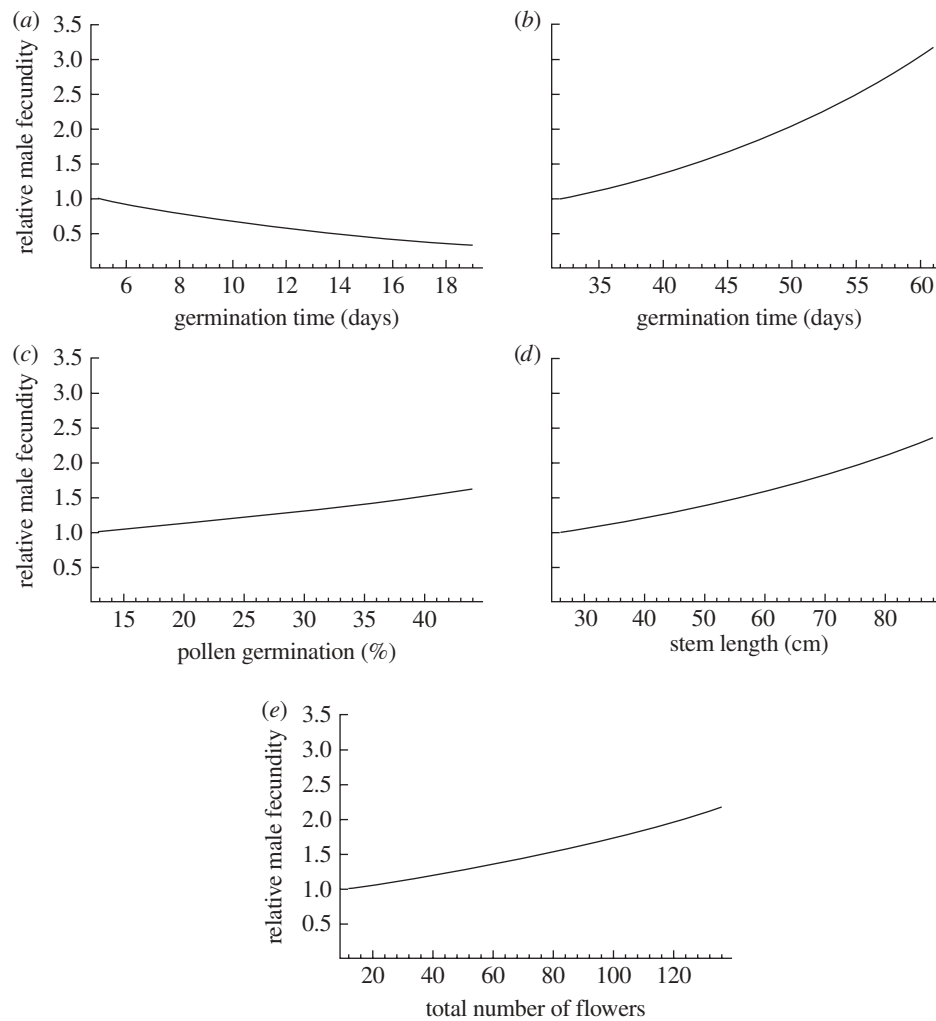 (a)
3.5
3.0
2.5
2.0
1.5
1.0
0.5
relative male fecundity
6 8 10 12 14 16 18
germination time (days)
(b)
35 40 45 50 55 60
germination time (days)
(c)
3.5
3.0
2.5
2.0
1.5
1.0
0.5
relative male fecundity
15 20 25 30 35 40
pollen germination (%)
(d)
30 40 50 60 70 80
stem length (cm)
(e)
3.5
3.0
2.5
2.0
1.5
1.0
0.5
relative male fecundity
20 40 60 80 100 120
total number of flowers